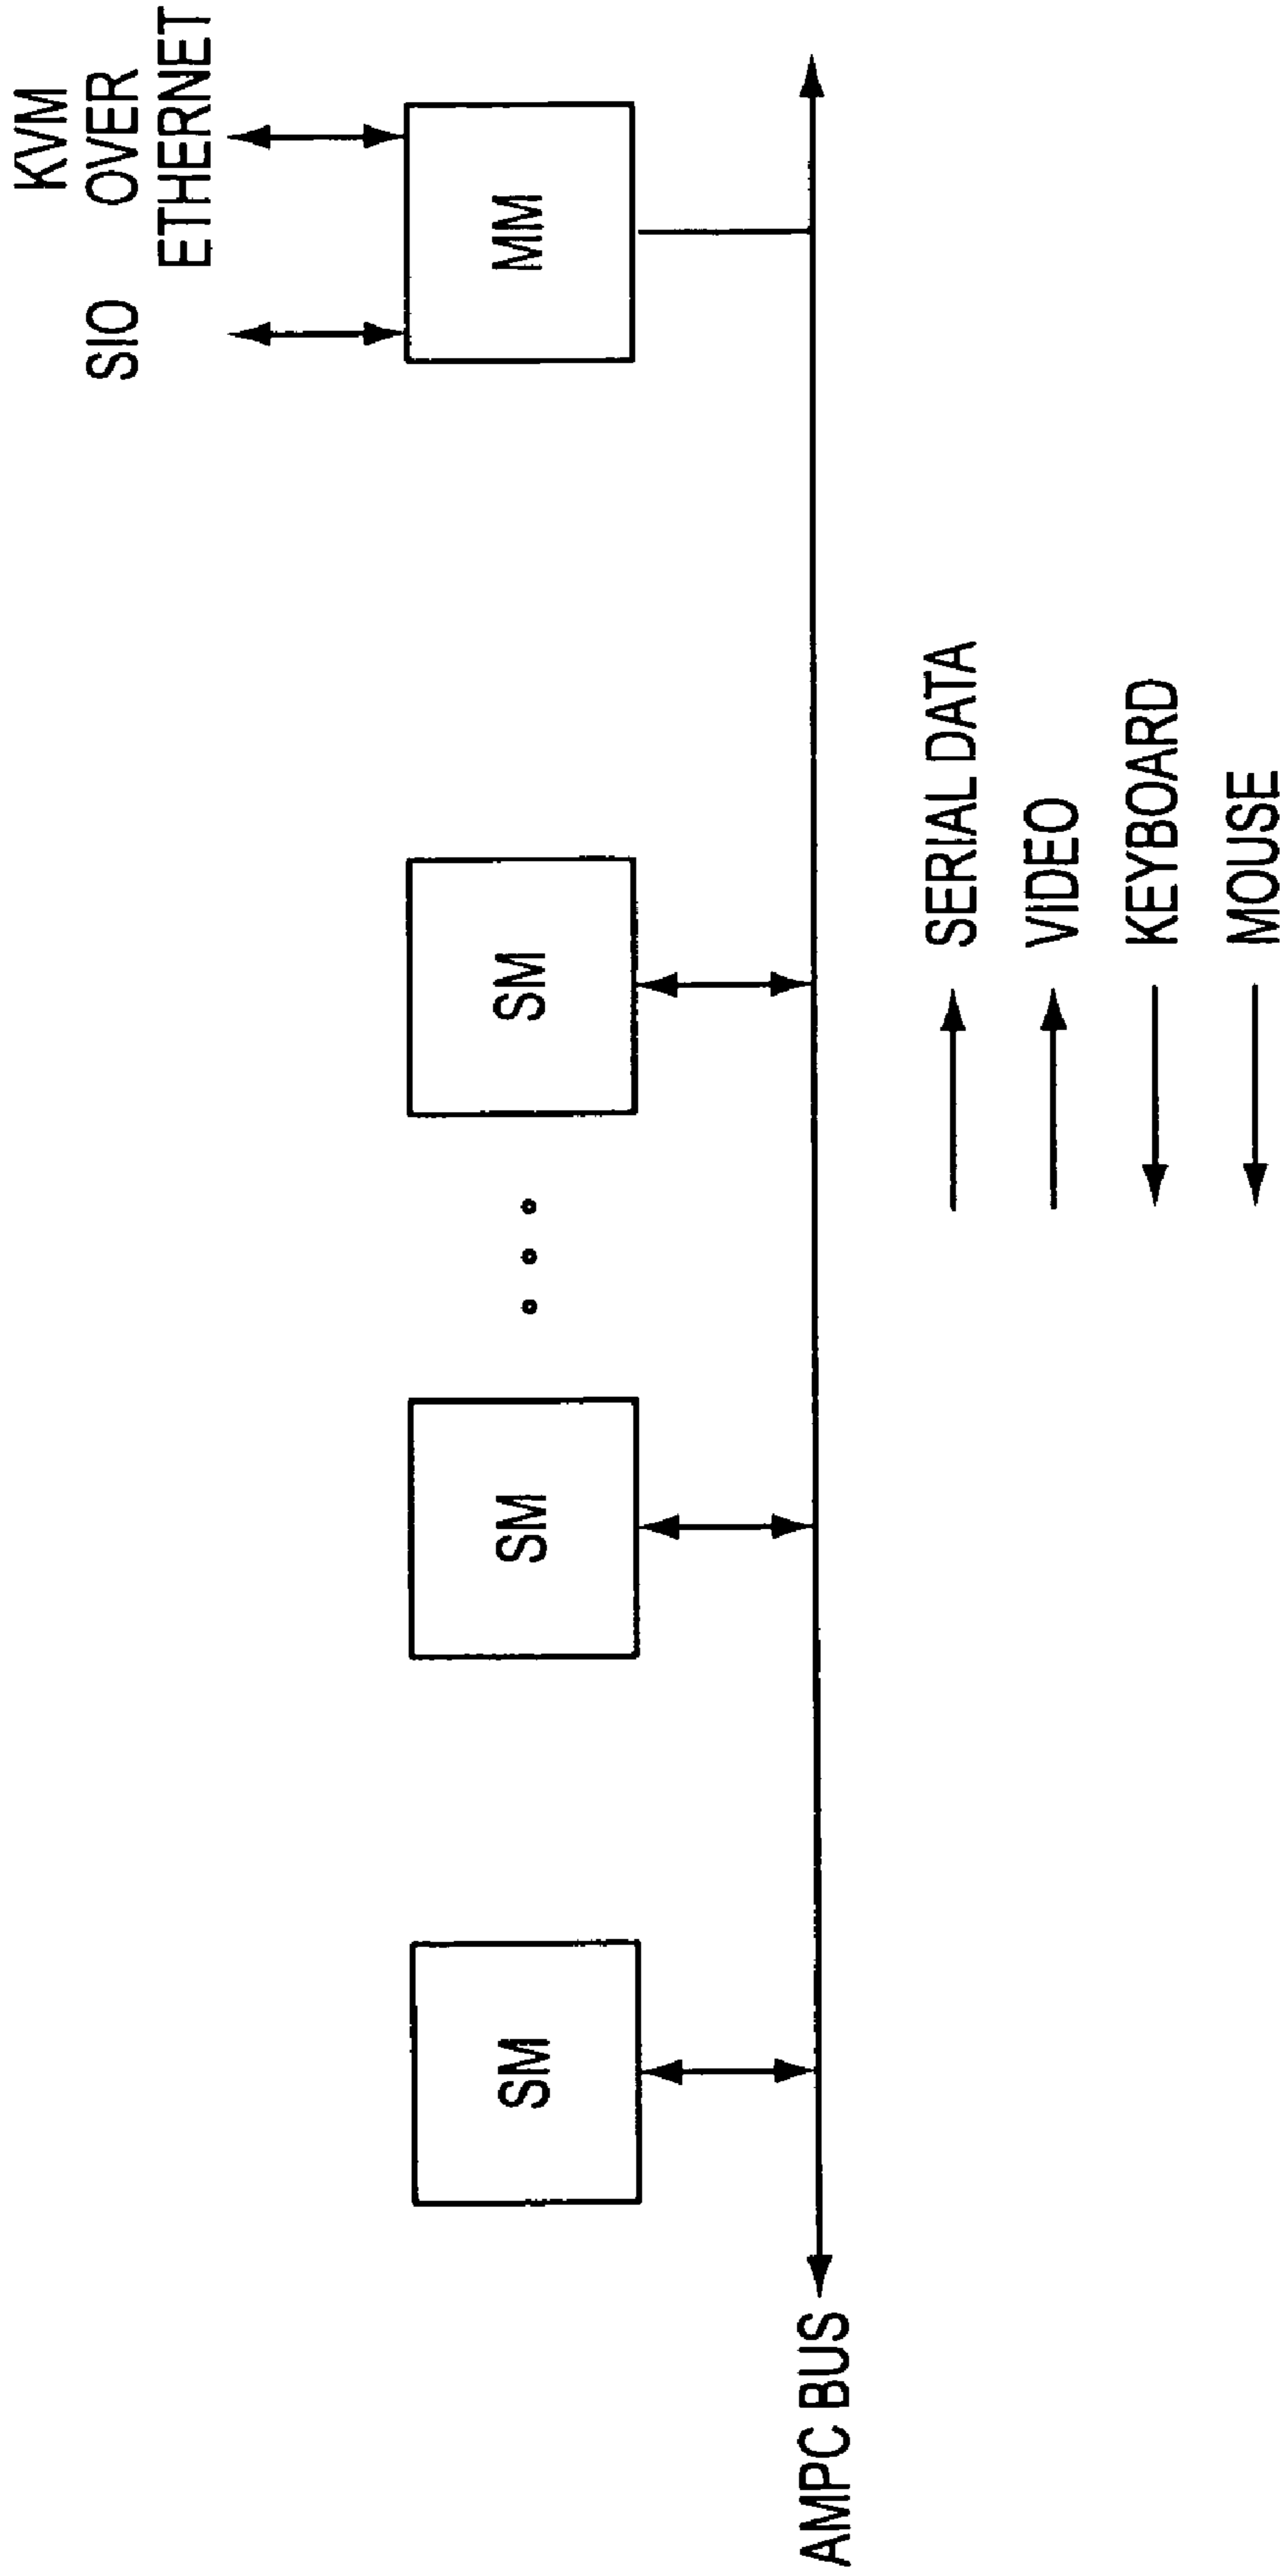 SIO
KVM
OVER
ETHERNET
SM
SM
SM
MM
AMPC BUS
SERIAL DATA
VIDEO
KEYBOARD
MOUSE